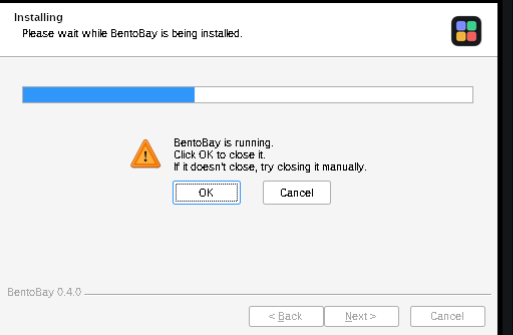 Installing
Please wait while BentoBay is being installed.
BentoBay is running.
Click OK to close it.
If it doesn't close, try closing it manually.
OK Cancel
BentoBay 0.4.0
< Back Next > Cancel